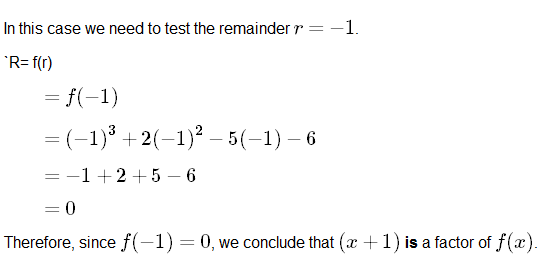 In this case we need to test the remainder r = −1.
`R= f(r)
= f(−1)
= (−1)³ + 2(−1)² − 5(−1) − 6
= −1 + 2 + 5 − 6
= 0
Therefore, since f(−1) = 0, we conclude that (x + 1) is a factor of f(x).